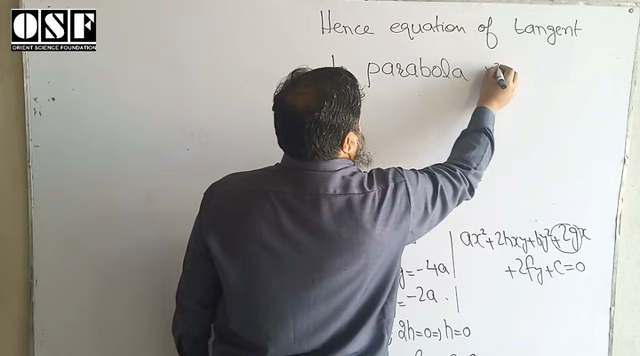 OSF
ORIENT SCIENCE FOUNDATION
Hence equation of tangent
parabola
ax²+2hxy+by²+2gx
+2fy+c=0
=-4a
=-2a.
2h=0⇒h=0